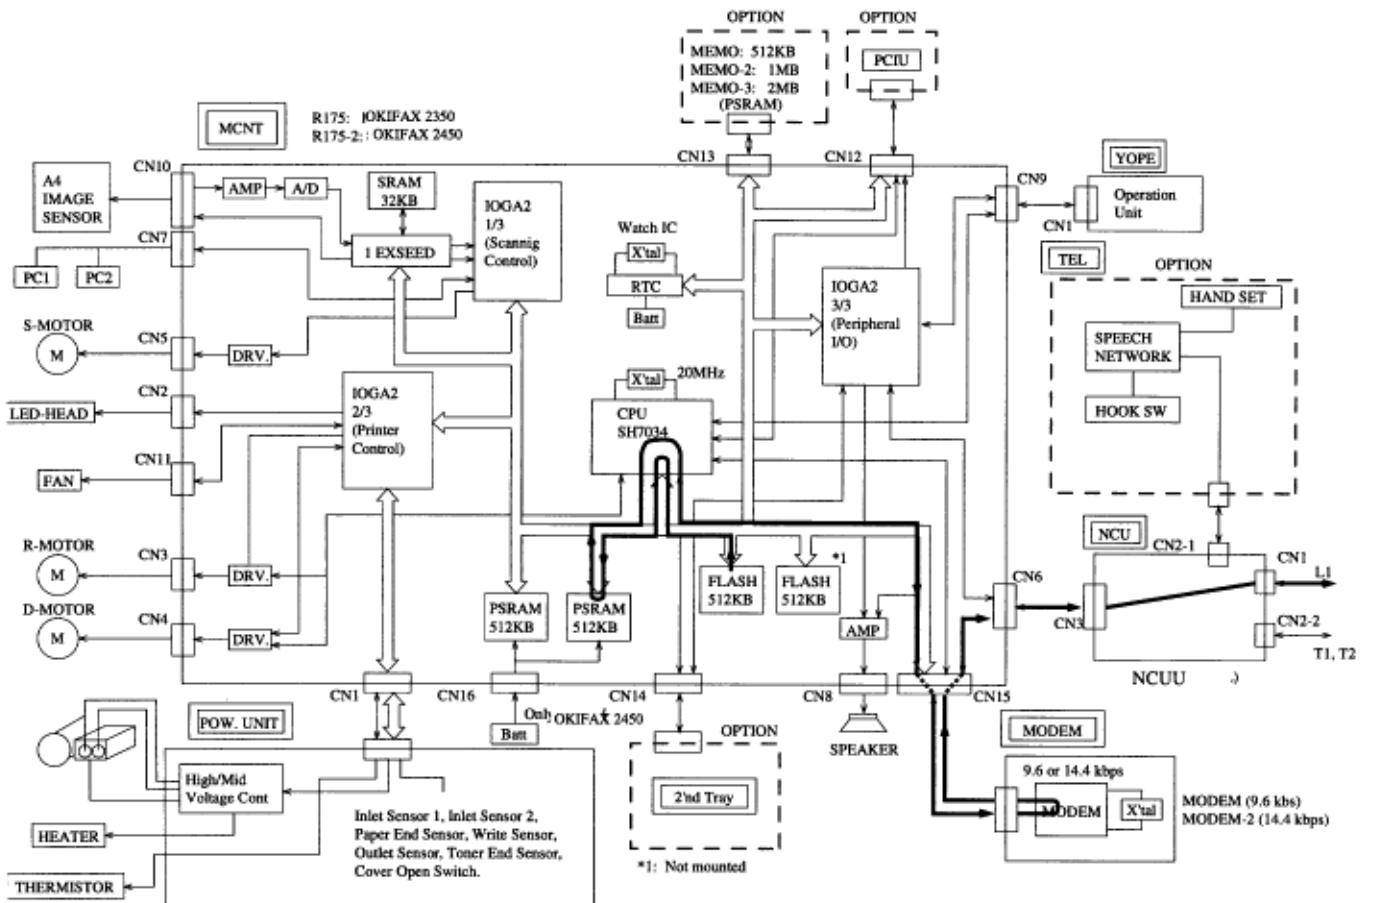 OPTION
OPTION
MEMO: 512KB
MEMO-2: 1MB
MEMO-3: 2MB
(PSRAM)
PCIU
MCNT
R175: OKIFAX 2350
R175-2: OKIFAX 2450
CN13
CN12
YOPE
A4
IMAGE
SENSOR
CN10
AMP
A/D
SRAM
32KB
IOGA2
1/3
(Scannig
Control)
CN9
CN1
Operation
Unit
CN7
PC1
PC2
1 EXSEED
Watch IC
X'tal
RTC
Batt
IOGA2
3/3
(Peripheral
I/O)
TEL
OPTION
HAND SET
SPEECH
NETWORK
HOOK SW
S-MOTOR
M
CN5
DRV.
X'tal
20MHz
CPU
SH7034
LED-HEAD
CN2
IOGA2
2/3
(Printer
Control)
CN11
FAN
R-MOTOR
M
CN3
DRV.
D-MOTOR
M
CN4
DRV.
PSRAM
512KB
PSRAM
512KB
FLASH
512KB
*1
FLASH
512KB
AMP
CN6
NCU
CN2-1
CN1
L1
CN3
CN2-2
T1, T2
NCUU
CN1
CN16
CN14
CN8
CN15
POW. UNIT
Only OKIFAX 2450
Batt
OPTION
SPEAKER
MODEM
High/Mid
Voltage Cont
2'nd Tray
9.6 or 14.4 kbps
MODEM
X'tal
MODEM (9.6 kbs)
MODEM-2 (14.4 kbps)
HEATER
THERMISTOR
Inlet Sensor 1, Inlet Sensor 2,
Paper End Sensor, Write Sensor,
Outlet Sensor, Toner End Sensor,
Cover Open Switch.
*1: Not mounted